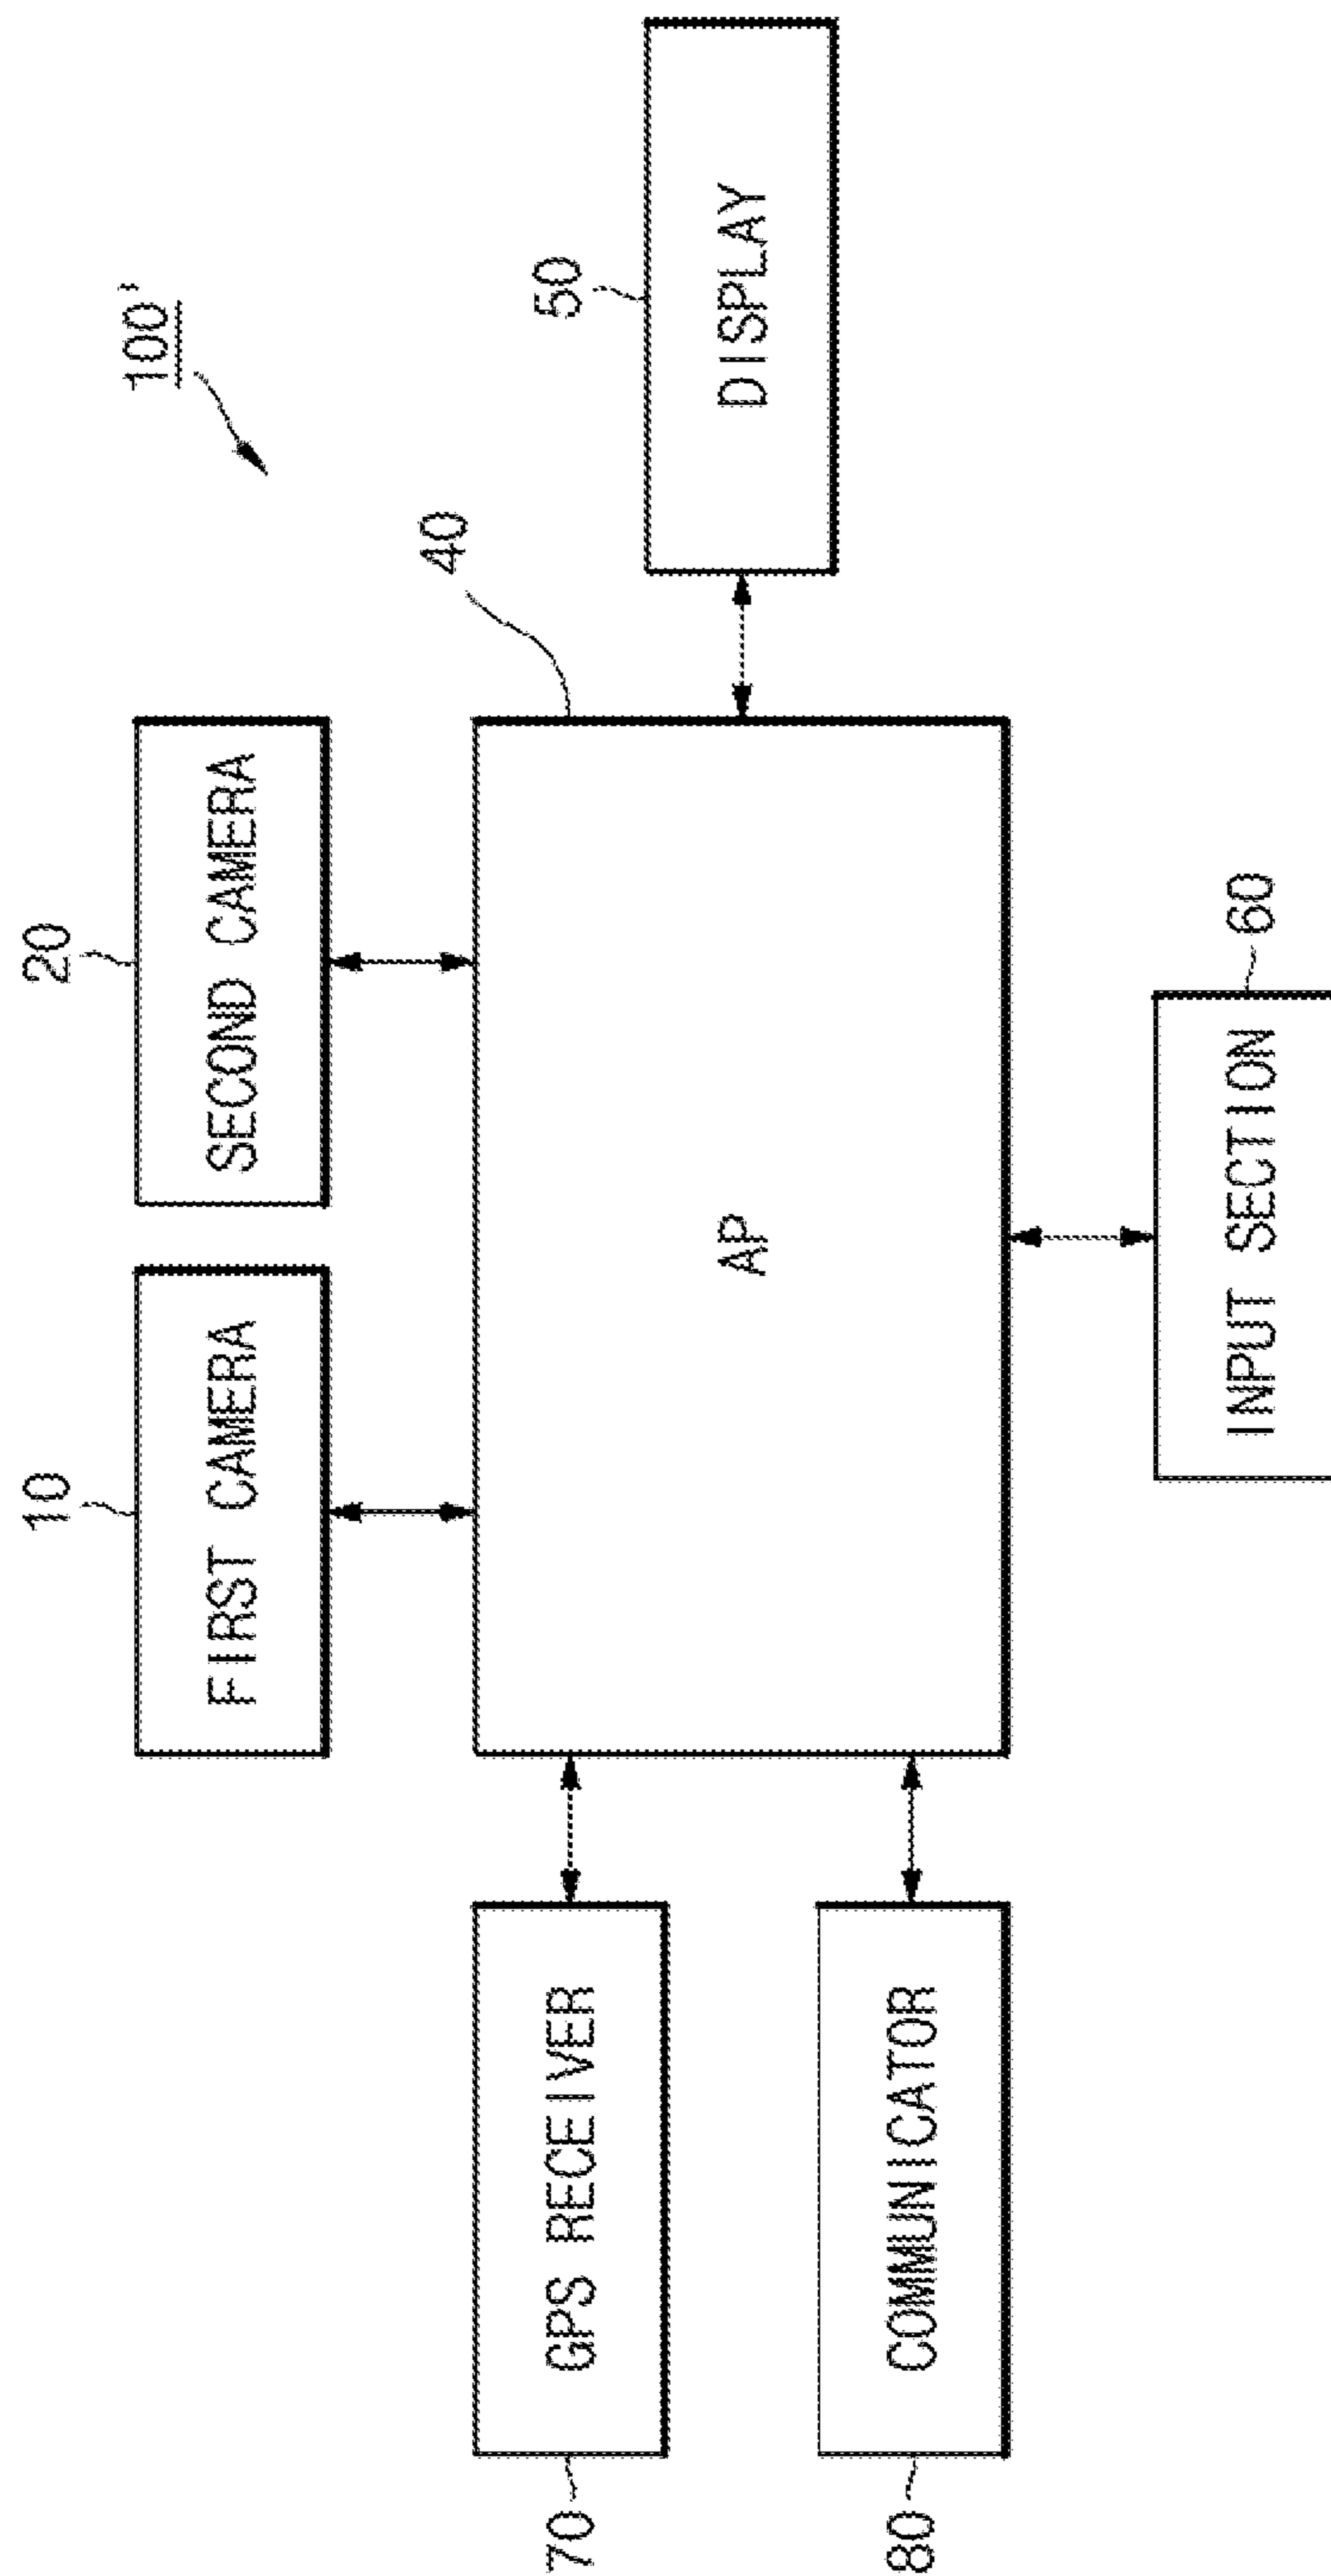 10
20
100'
FIRST CAMERA
SECOND CAMERA
40
50
70
GPS RECEIVER
AP
DISPLAY
80
COMMUNICATOR
INPUT SECTION
60